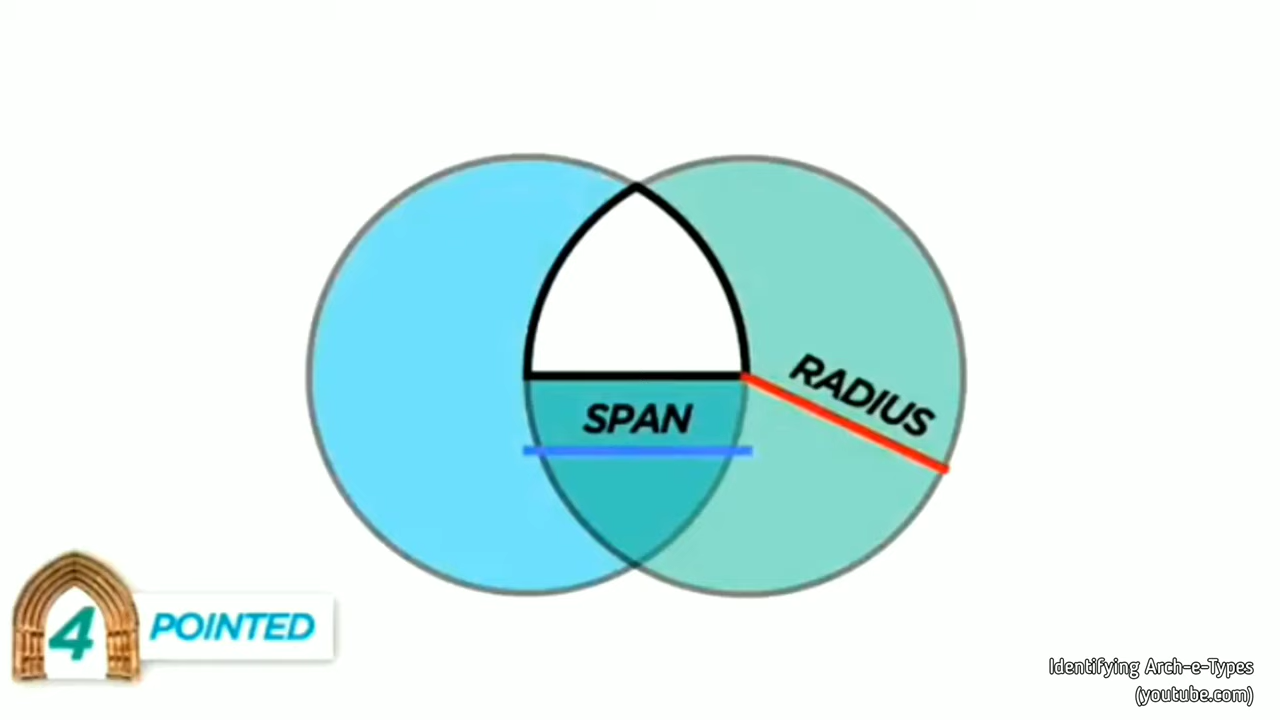 RADIUS
SPAN
4
POINTED
Identifying Arch-e-Types
(youtube.com)